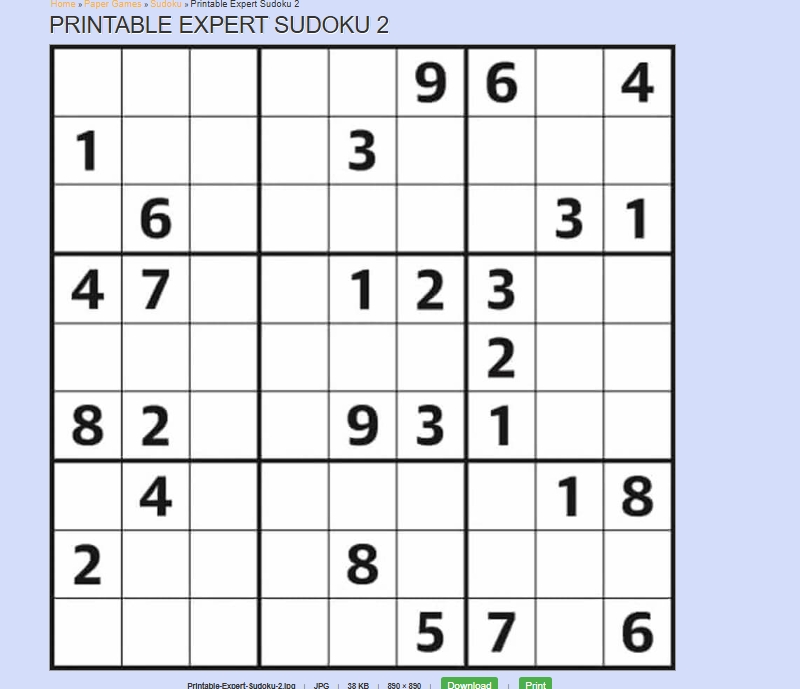 Home » Paper Games » Sudoku » Printable Expert Sudoku 2
PRINTABLE EXPERT SUDOKU 2
9 6 4
1 3
6 3 1
4 7 1 2 3
2
8 2 9 3 1
4 1 8
2 8
5 7 6
Printable-Expert-Sudoku-2.jpg | JPG | 38 KB | 890 × 890 | Download | Print